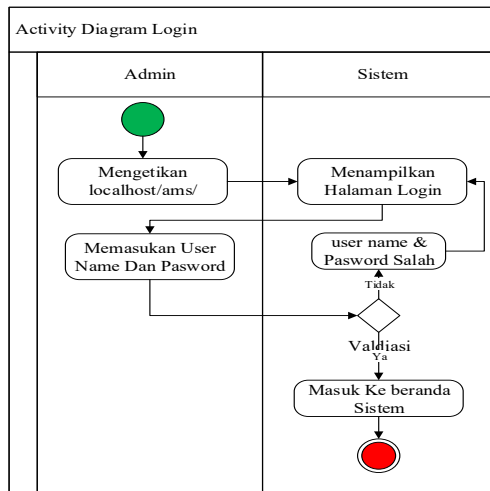 Activity Diagram Login
Admin
Sistem
Mengetikan
localhost/ams/
Menampilkan
Halaman Login
Memasukan User
Name Dan Pasword
user name &
Pasword Salah
Tidak
Valdiasi
Ya
Masuk Ke beranda
Sistem